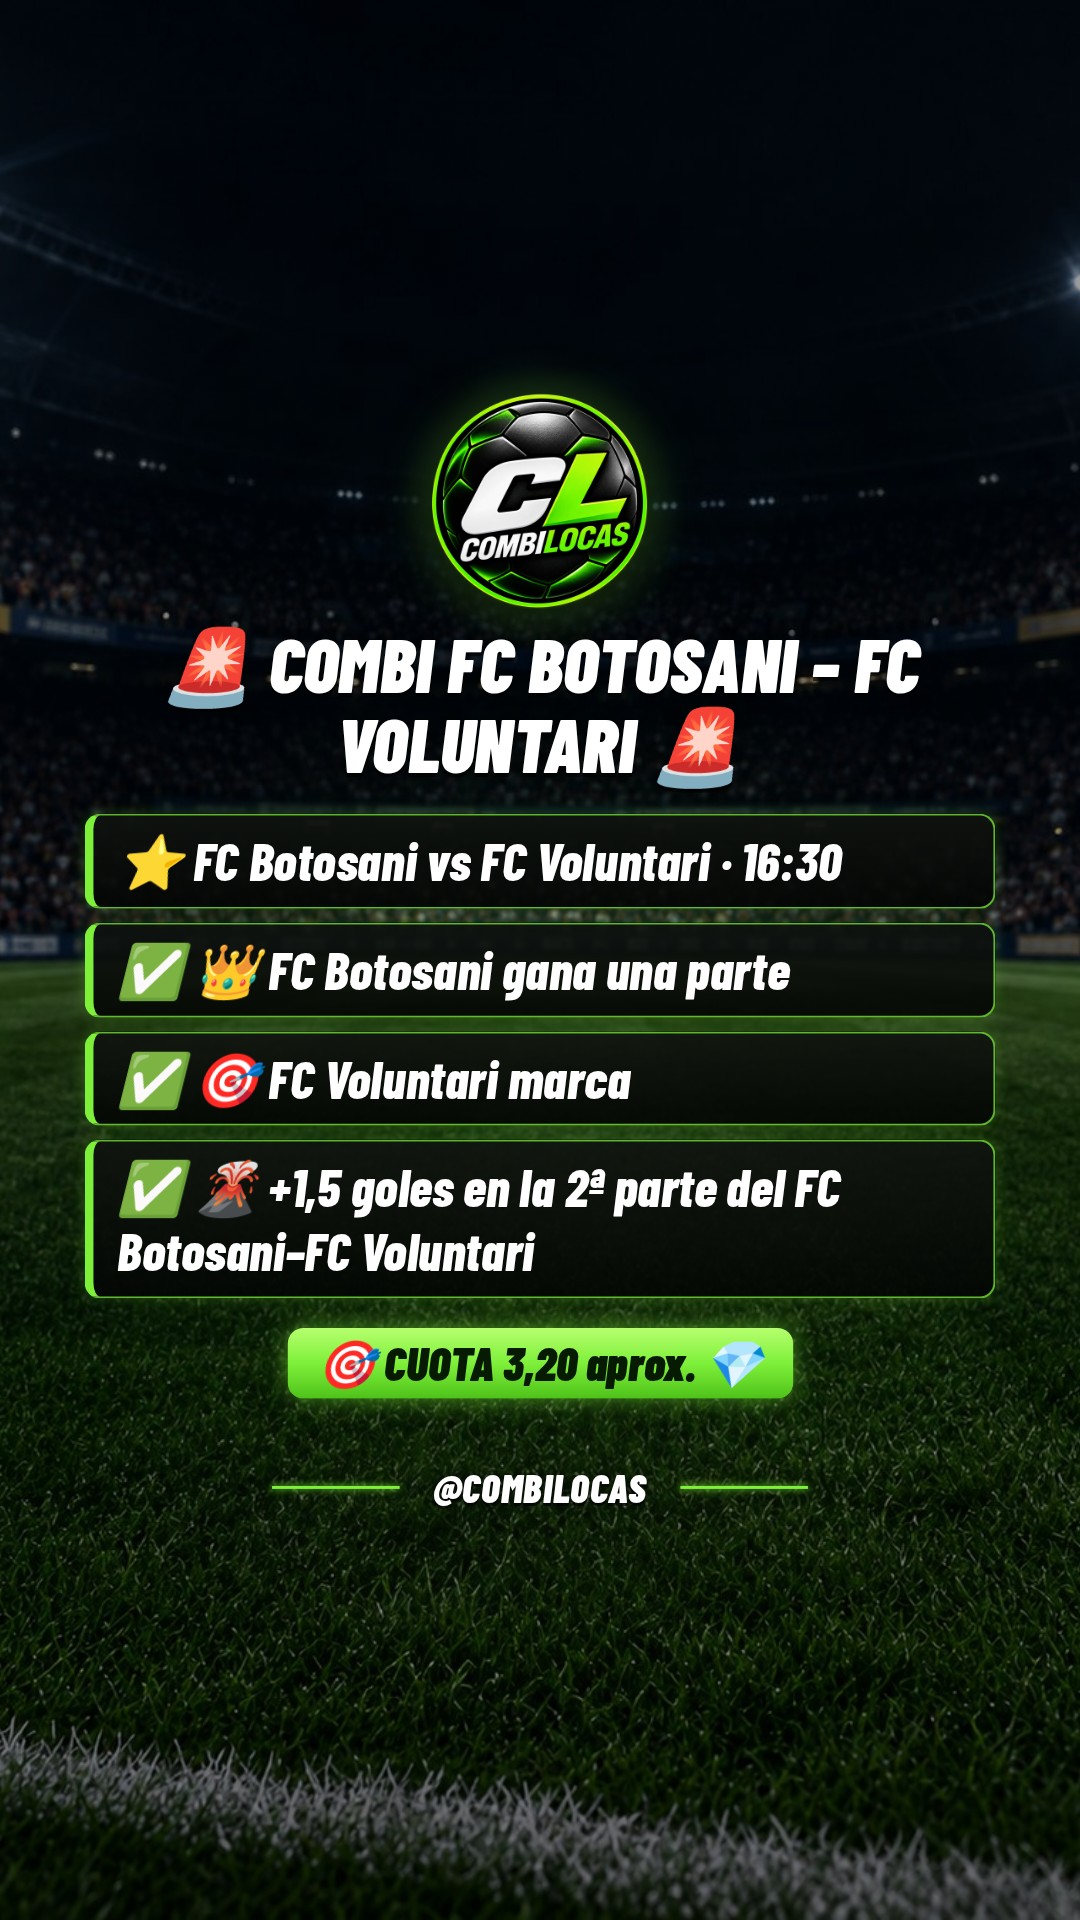 CL
COMBILOCAS
🚨 COMBI FC BOTOSANI – FC
VOLUNTARI 🚨
⭐ FC Botosani vs FC Voluntari · 16:30
✅ 👑 FC Botosani gana una parte
✅ 🎯 FC Voluntari marca
✅ 🌋 +1,5 goles en la 2ª parte del FC
Botosani–FC Voluntari
🎯 CUOTA 3,20 aprox. 💎
@COMBILOCAS